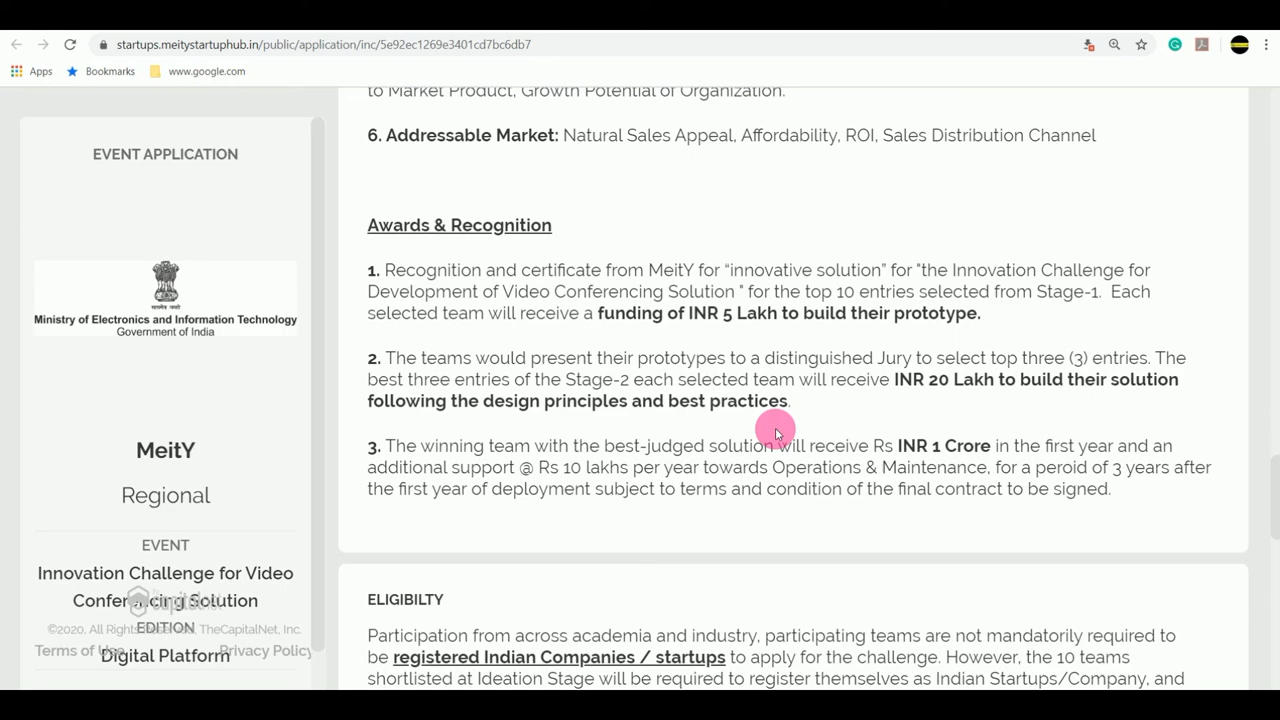 startups.meitystartuphub.in/public/application/inc/5e92ec1269e3401cd7bc6db7
Apps Bookmarks www.google.com
EVENT APPLICATION
Ministry of Electronics and Information Technology
Government of India
MeitY
Regional
EVENT
Innovation Challenge for Video
Conferencing Solution
EDITION
©2020, All Rights Reserved, TheCapitalNet, Inc.
Digital Platform
Terms of Use Privacy Policy
to Market Product, Growth Potential of Organization.
6. Addressable Market: Natural Sales Appeal, Affordability, ROI, Sales Distribution Channel
Awards & Recognition
1. Recognition and certificate from MeitY for “innovative solution” for "the Innovation Challenge for
Development of Video Conferencing Solution " for the top 10 entries selected from Stage-1. Each
selected team will receive a funding of INR 5 Lakh to build their prototype.
2. The teams would present their prototypes to a distinguished Jury to select top three (3) entries. The
best three entries of the Stage-2 each selected team will receive INR 20 Lakh to build their solution
following the design principles and best practices.
3. The winning team with the best-judged solution will receive Rs INR 1 Crore in the first year and an
additional support @ Rs 10 lakhs per year towards Operations & Maintenance, for a peroid of 3 years after
the first year of deployment subject to terms and condition of the final contract to be signed.
ELIGIBILTY
Participation from across academia and industry, participating teams are not mandatorily required to
be registered Indian Companies / startups to apply for the challenge. However, the 10 teams
shortlisted at Ideation Stage will be required to register themselves as Indian Startups/Company, and